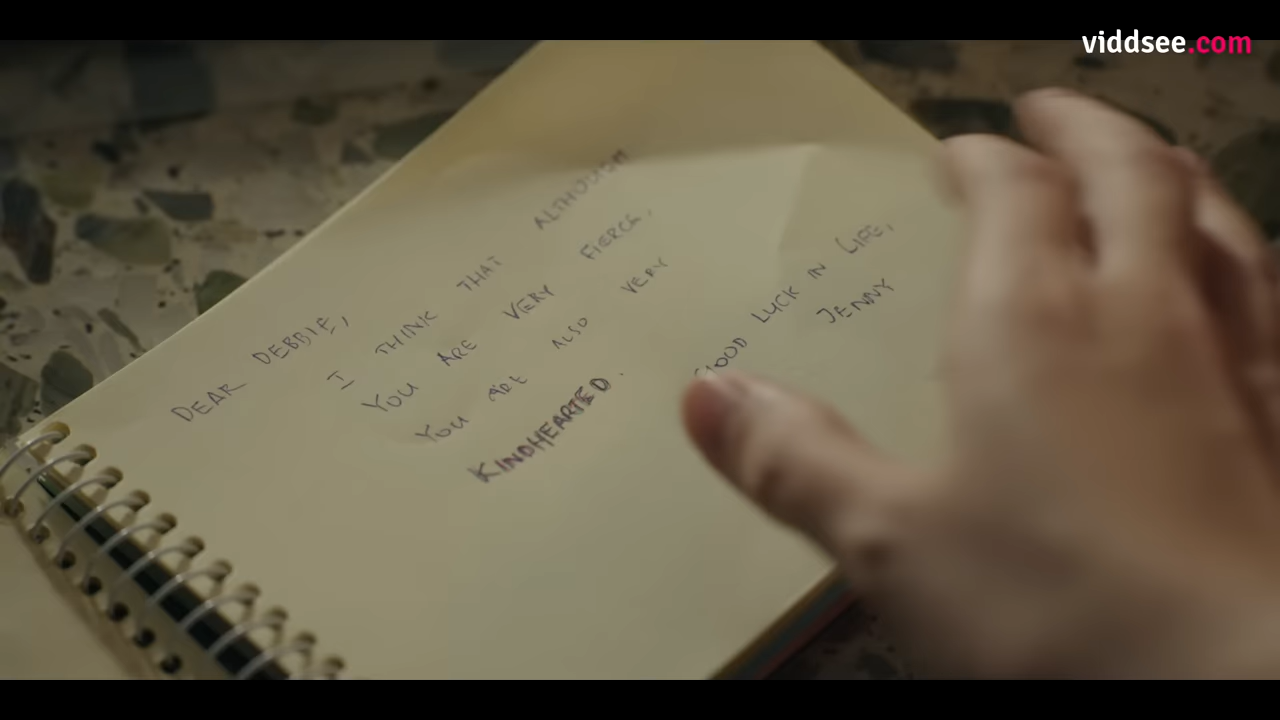 viddsee.com
DEAR DEBBIE,
I THINK THAT ALTHOUGH
YOU ARE VERY FIERCE,
YOU ARE ALSO VERY
KINDHEARTED.
GOOD LUCK IN LIFE,
JENNY